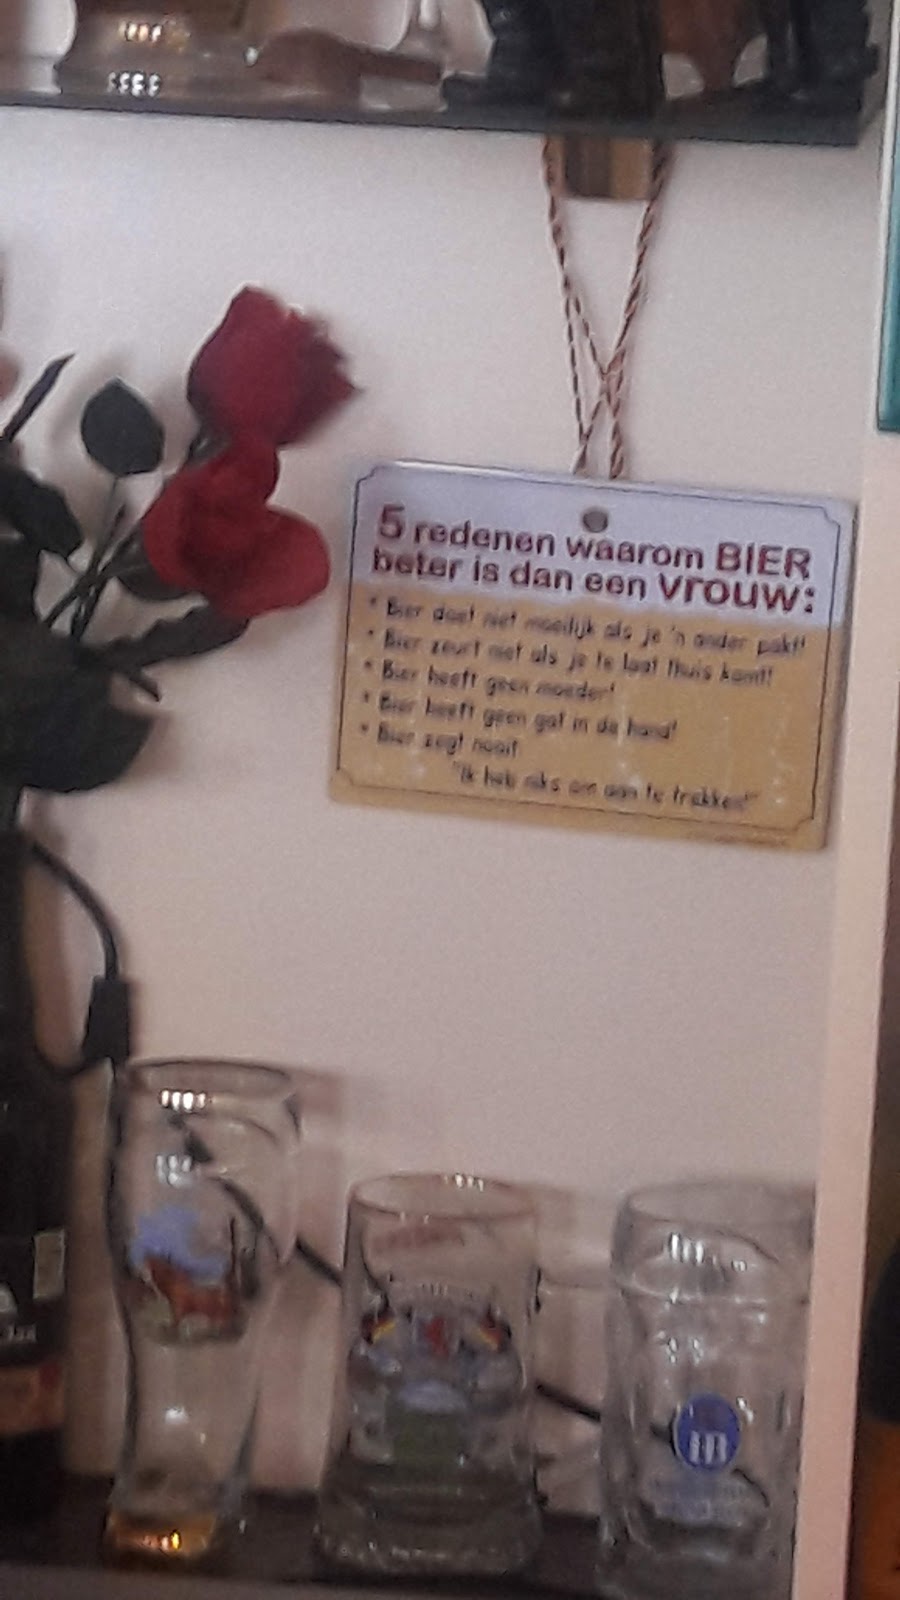 5 redenen waarom BIER
beter is dan een vrouw:
* Bier doet niet moeilijk als je 'n ander pakt!
* Bier zeurt niet als je te laat thuis komt!
* Bier heeft geen moeder!
* Bier heeft geen gat in de hand!
* Bier zegt nooit
"Ik heb niks om aan te trekken!"
HB